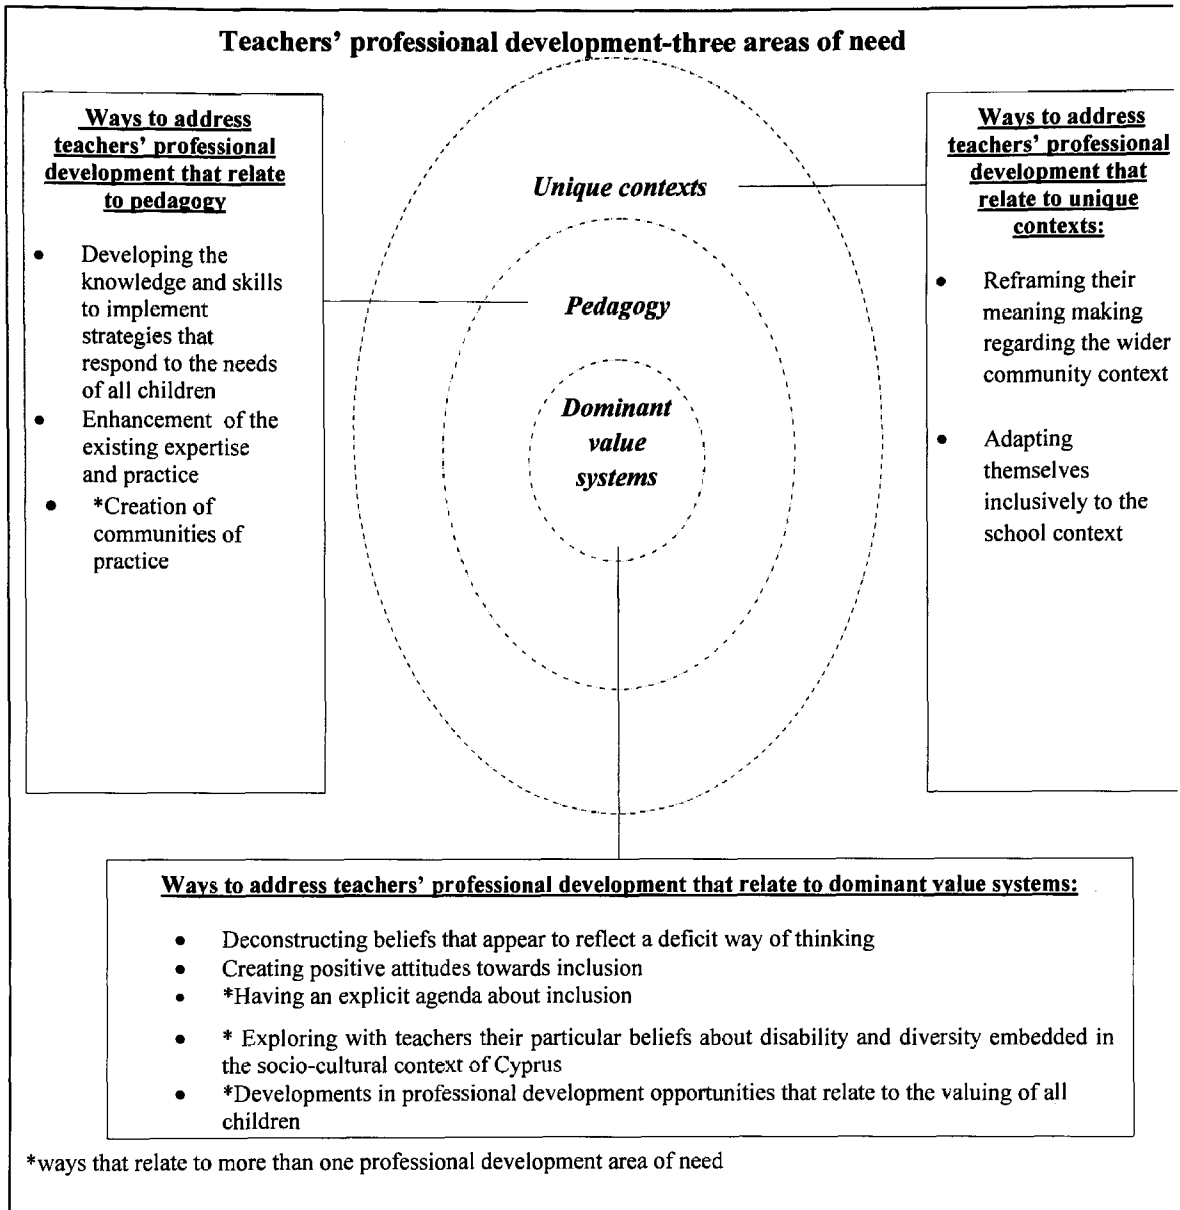 Teachers' professional development-three areas of need
Ways to address
teachers' professional
development that relate
to pedagogy
• Developing the
knowledge and skills
to implement
strategies that
respond to the needs
of all children
• Enhancement of the
existing expertise
and practice
• *Creation of
communities of
practice
Unique contexts
Pedagogy
Dominant
value
systems
Ways to address
teachers' professional
development that
relate to unique
contexts:
• Reframing their
meaning making
regarding the wider
community context
• Adapting
themselves
inclusively to the
school context
Ways to address teachers' professional development that relate to dominant value systems:
• Deconstructing beliefs that appear to reflect a deficit way of thinking
• Creating positive attitudes towards inclusion
• *Having an explicit agenda about inclusion
• * Exploring with teachers their particular beliefs about disability and diversity embedded in
the socio-cultural context of Cyprus
• *Developments in professional development opportunities that relate to the valuing of all
children
*ways that relate to more than one professional development area of need